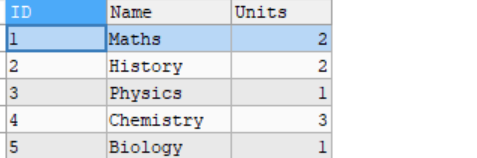 ID Name Units
1 Maths 2
2 History 2
3 Physics 1
4 Chemistry 3
5 Biology 1